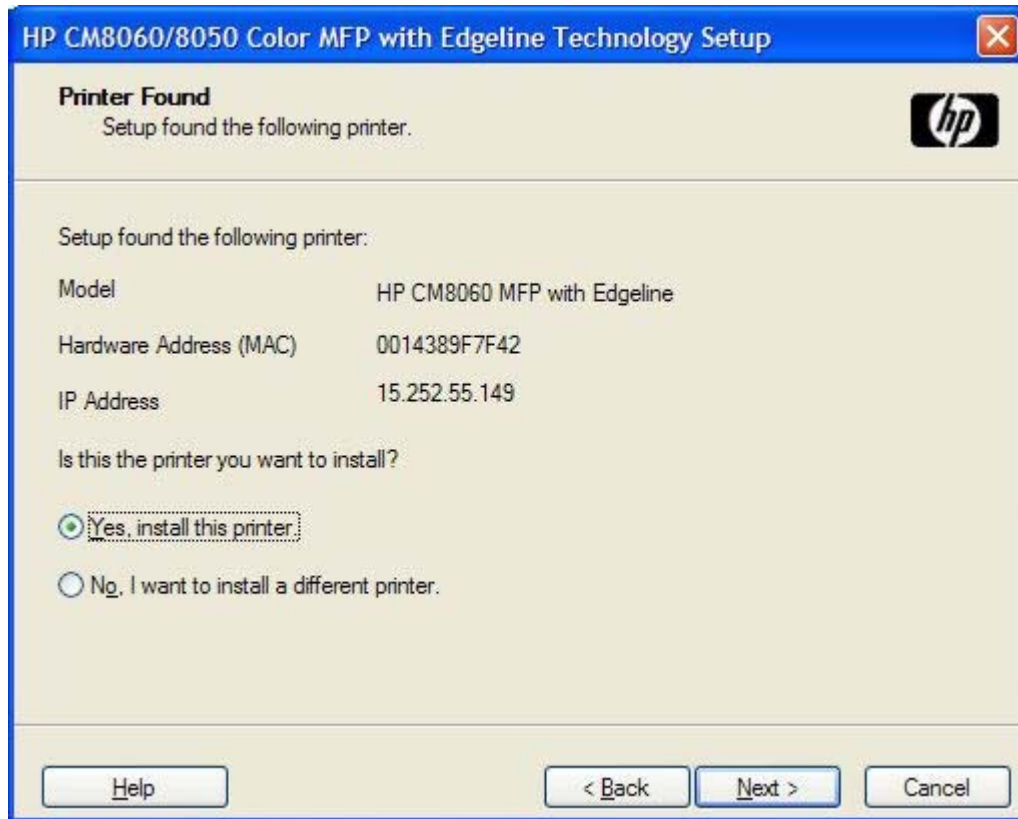 HP CM8060/8050 Color MFP with Edgeline Technology Setup
Printer Found
Setup found the following printer.
hp
Setup found the following printer:
Model HP CM8060 MFP with Edgeline
Hardware Address (MAC) 0014389F7F42
IP Address 15.252.55.149
Is this the printer you want to install?
Yes, install this printer.
No, I want to install a different printer.
Help < Back Next > Cancel